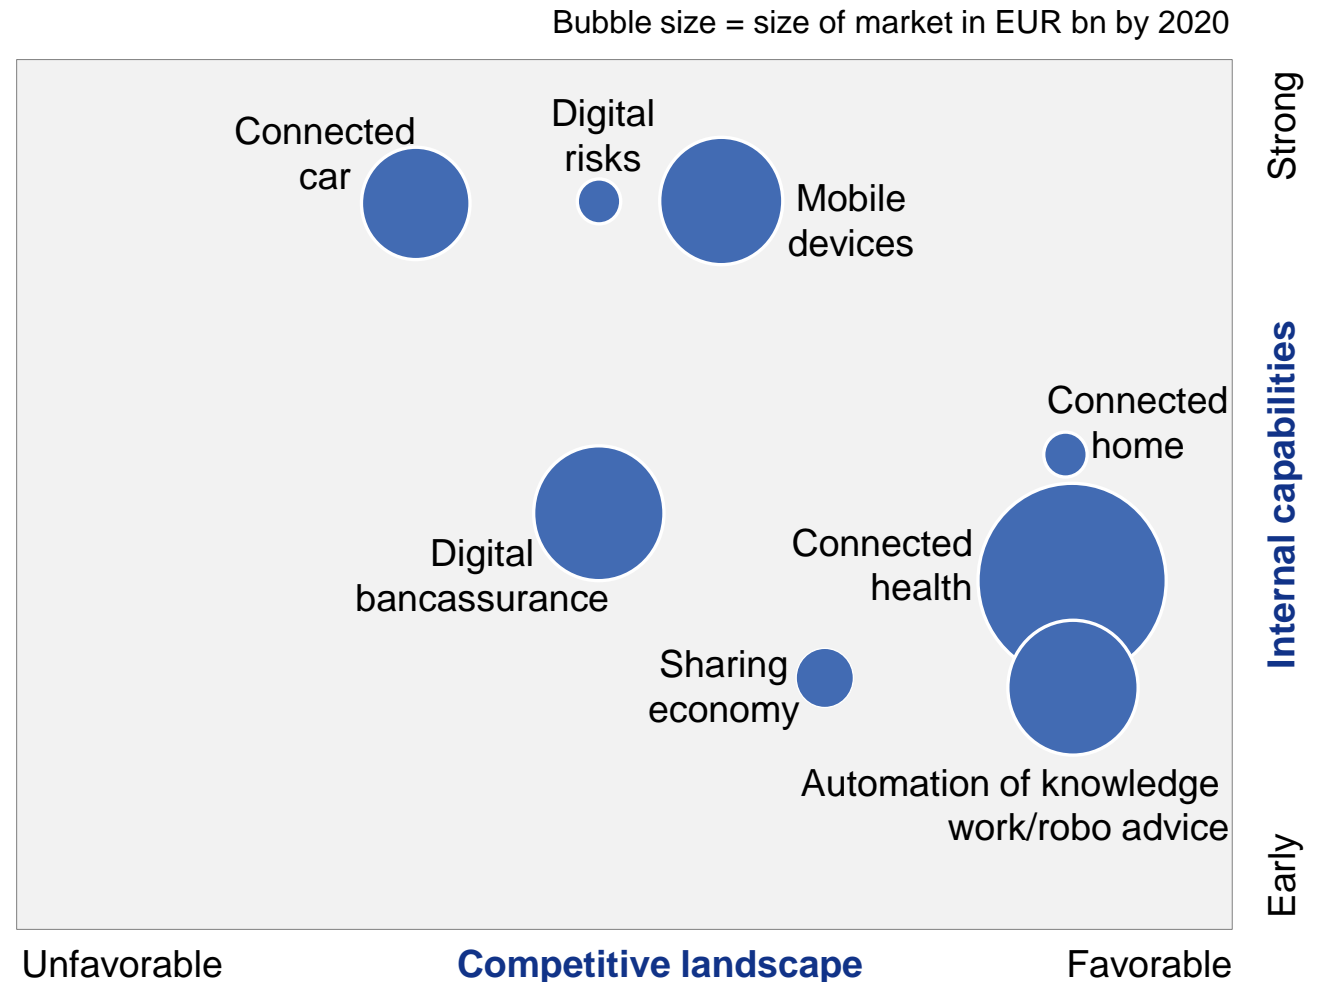 Bubble size = size of market in EUR bn by 2020
Strong
Connected
car
Digital
risks
Mobile
devices
Internal capabilities
Connected
home
Digital
bancassurance
Connected
health
Sharing
economy
Automation of knowledge
work/robo advice
Early
Unfavorable
Competitive landscape
Favorable